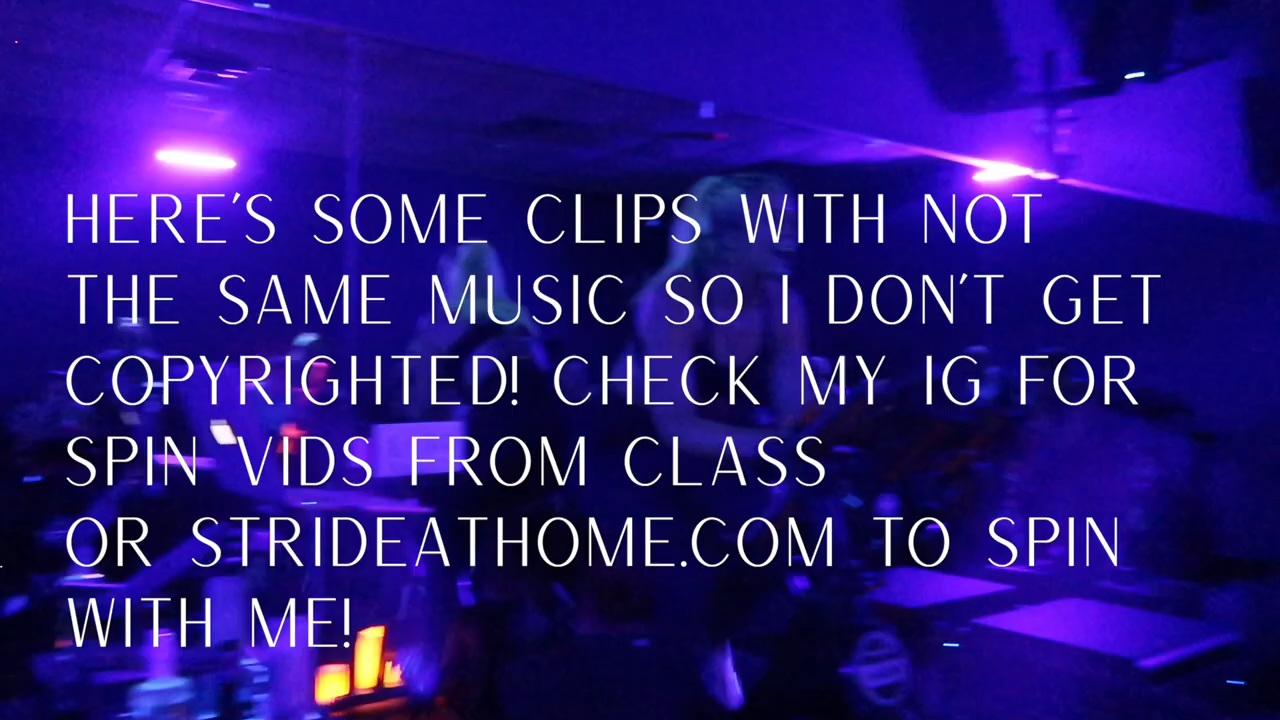 HERE'S SOME CLIPS WITH NOT
THE SAME MUSIC SO I DON'T GET
COPYRIGHTED! CHECK MY IG FOR
SPIN VIDS FROM CLASS
OR STRIDEATHOME.COM TO SPIN
WITH ME!